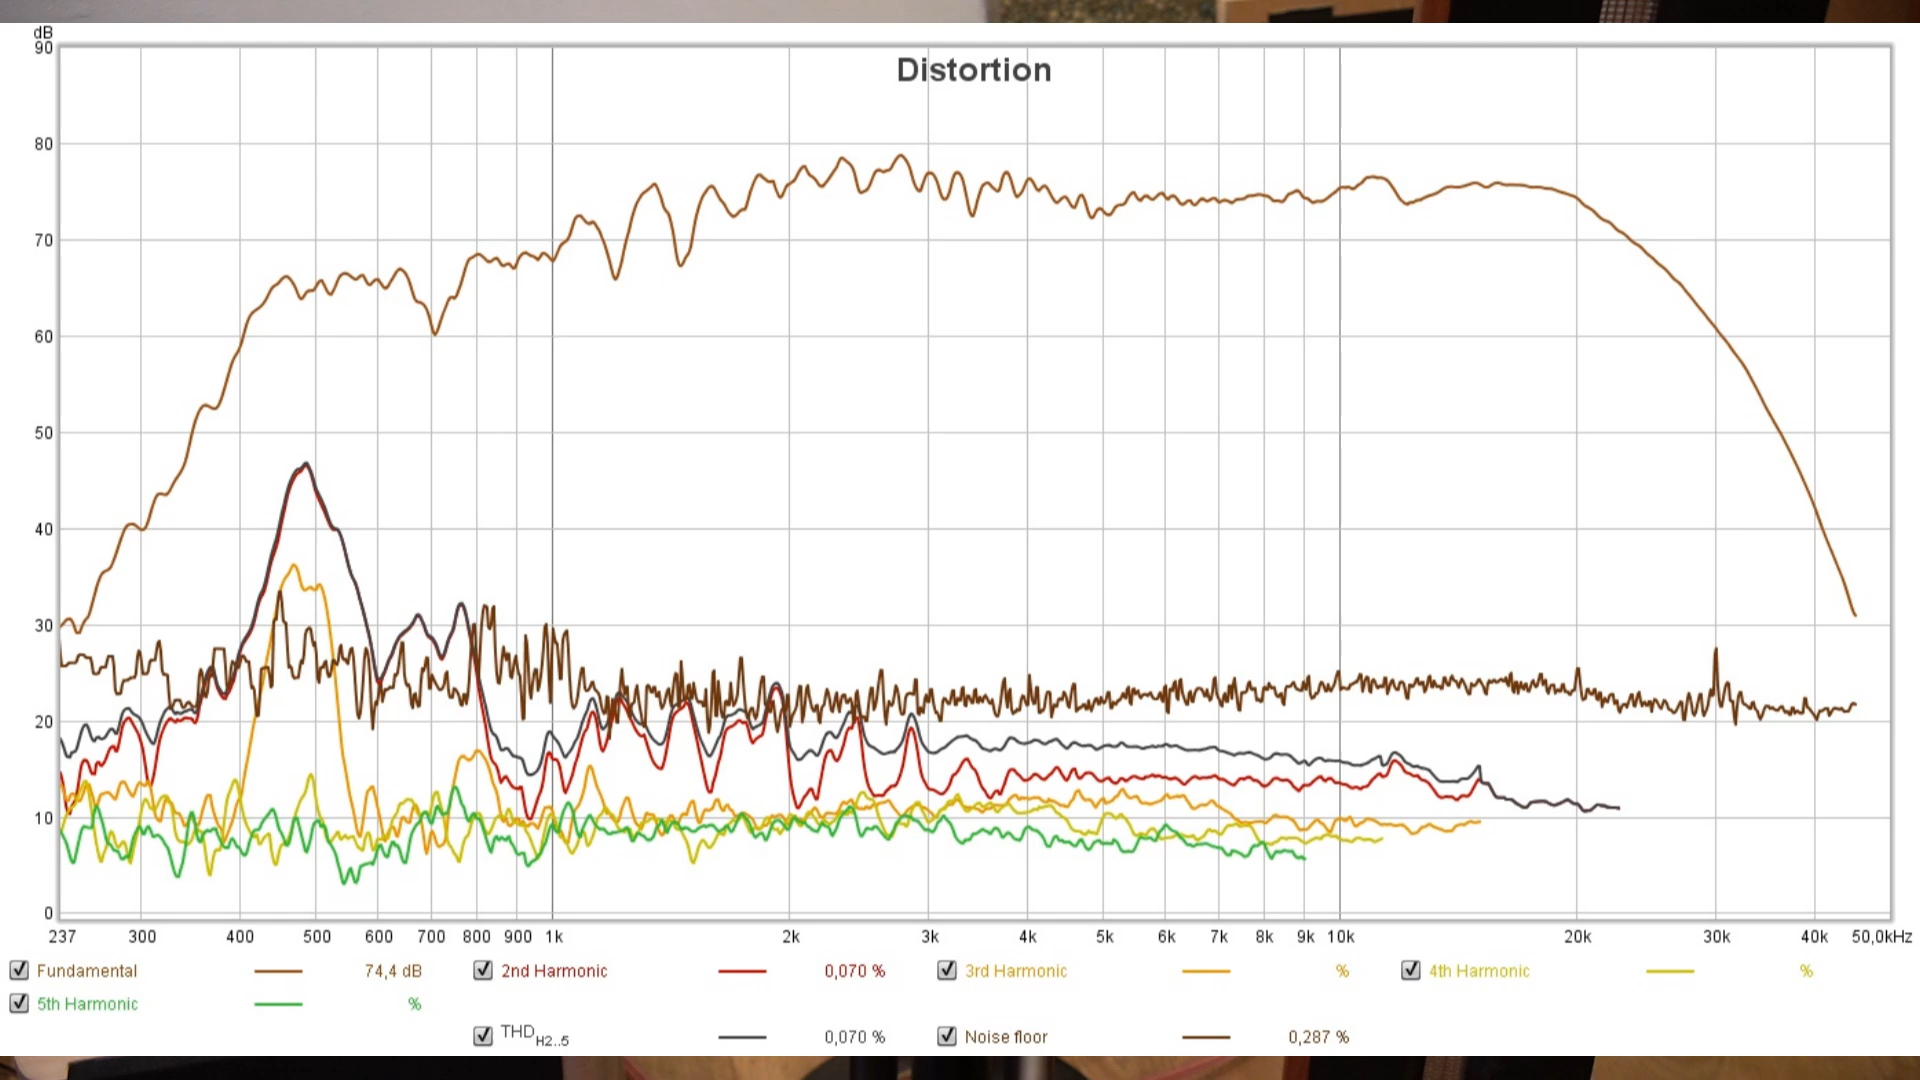 dB
Distortion
90
80
70
60
50
40
30
20
10
0
237 300 400 500 600 700 800 900 1k 2k 3k 4k 5k 6k 7k 8k 9k 10k 20k 30k 40k 50,0kHz
Fundamental 74,4 dB 2nd Harmonic 0,070 % 3rd Harmonic % 4th Harmonic %
5th Harmonic %
THD H2..5 0,070 % Noise floor 0,287 %